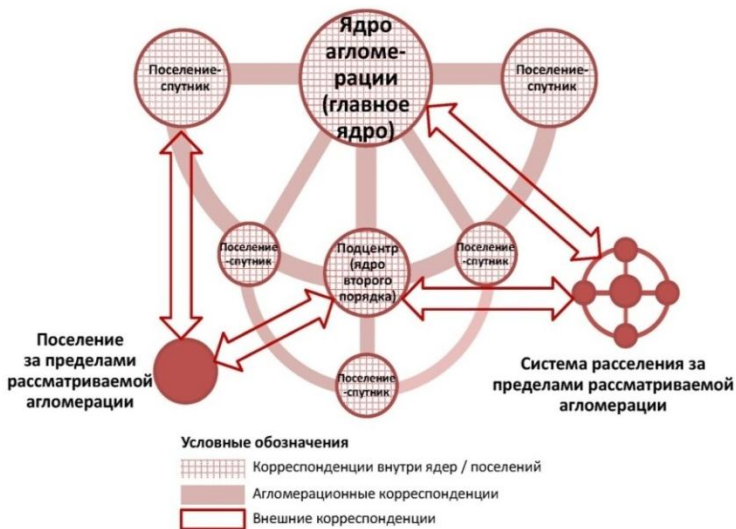 Ядро
агломе-
рации
(главное
ядро)
Поселение-
спутник
Поселение-
спутник
Поселение
-спутник
Подцентр
(ядро
второго
порядка)
Поселение
-спутник
Поселение
за пределами
рассматриваемой
агломерации
Поселение
-спутник
Система расселения за
пределами рассматриваемой
агломерации
Условные обозначения
Корреспонденции внутри ядер / поселений
Агломерационные корреспонденции
Внешние корреспонденции